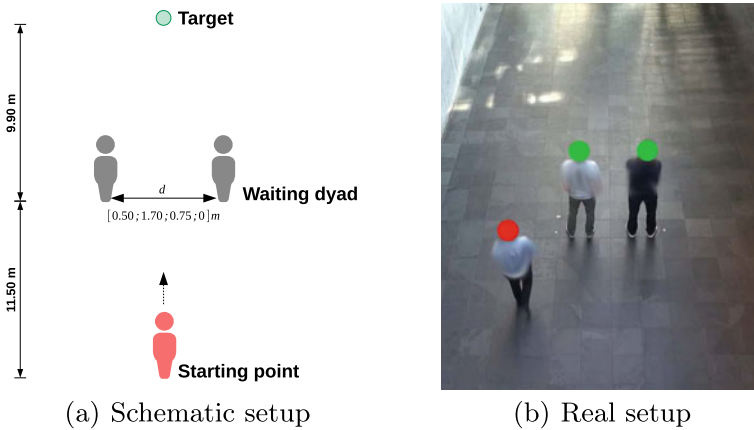 Target
9.90 m
d
Waiting dyad
[0.50;1.70;0.75;0]m
11.50 m
Starting point
(a) Schematic setup
(b) Real setup